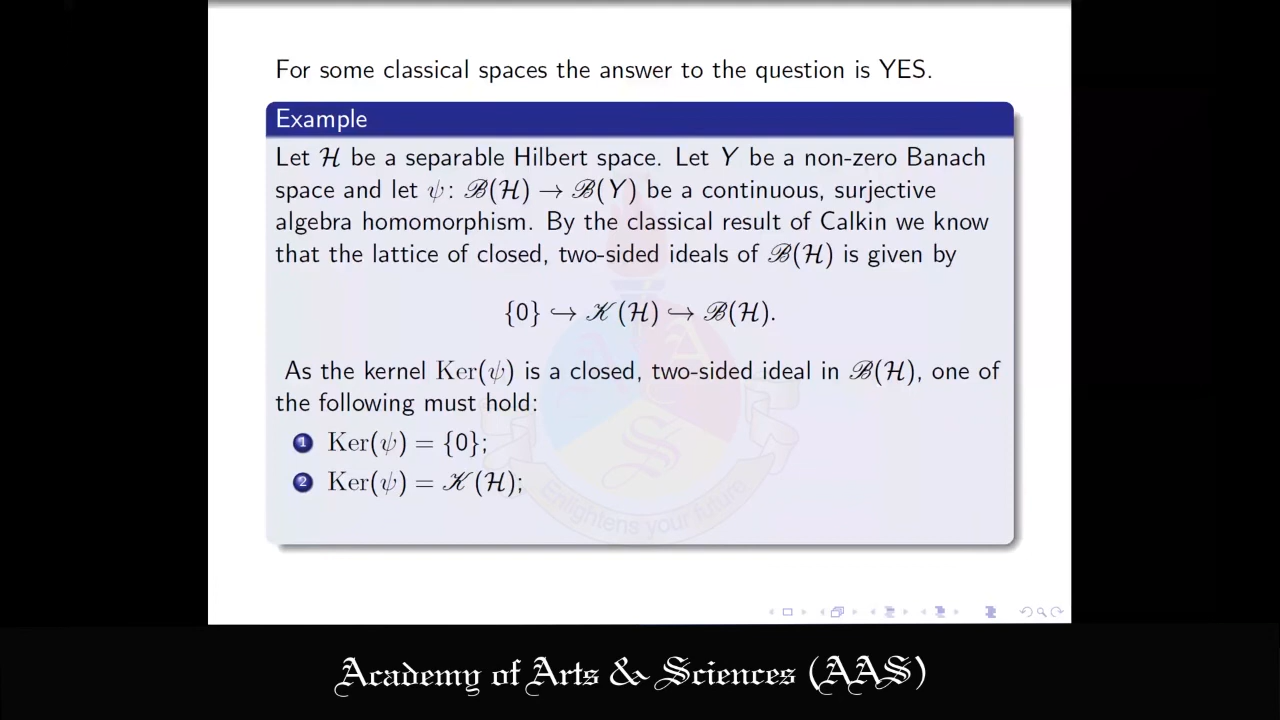 For some classical spaces the answer to the question is YES.
Example
Let ℋ be a separable Hilbert space. Let Y be a non-zero Banach
space and let ψ: ℬ(ℋ) → ℬ(Y) be a continuous, surjective
algebra homomorphism. By the classical result of Calkin we know
that the lattice of closed, two-sided ideals of ℬ(ℋ) is given by
{0} ↪ 𝒦(ℋ) ↪ ℬ(ℋ).
As the kernel Ker(ψ) is a closed, two-sided ideal in ℬ(ℋ), one of
the following must hold:
1 Ker(ψ) = {0};
2 Ker(ψ) = 𝒦(ℋ);
A A S
Enlightens your future
Academy of Arts & Sciences (AAS)